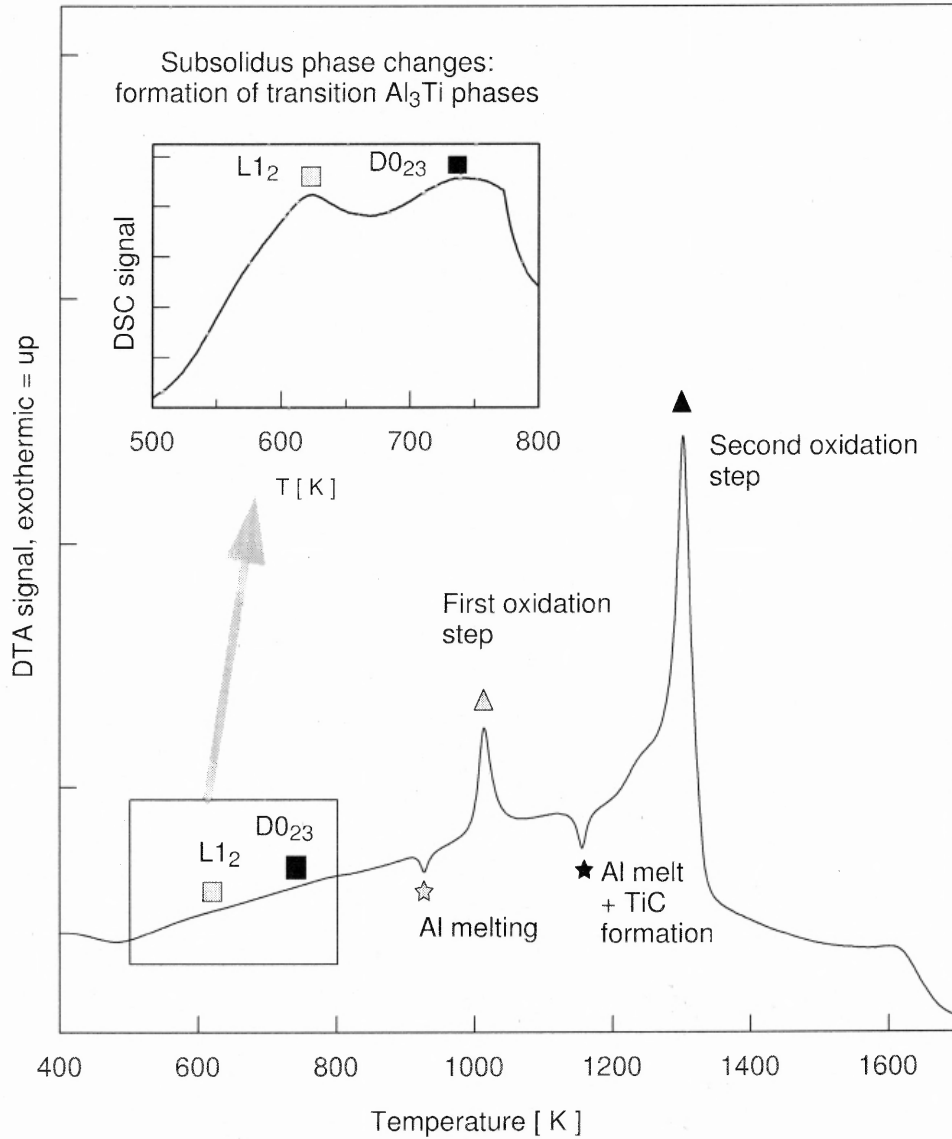 Subsolidus phase changes:
formation of transition Al₃Ti phases
L1₂
D0₂₃
DSC signal
500 600 700 800
T [ K ]
DTA signal, exothermic = up
Second oxidation
step
First oxidation
step
D0₂₃
L1₂
Al melting
Al melt
+ TiC
formation
400 600 800 1000 1200 1400 1600
Temperature [ K ]